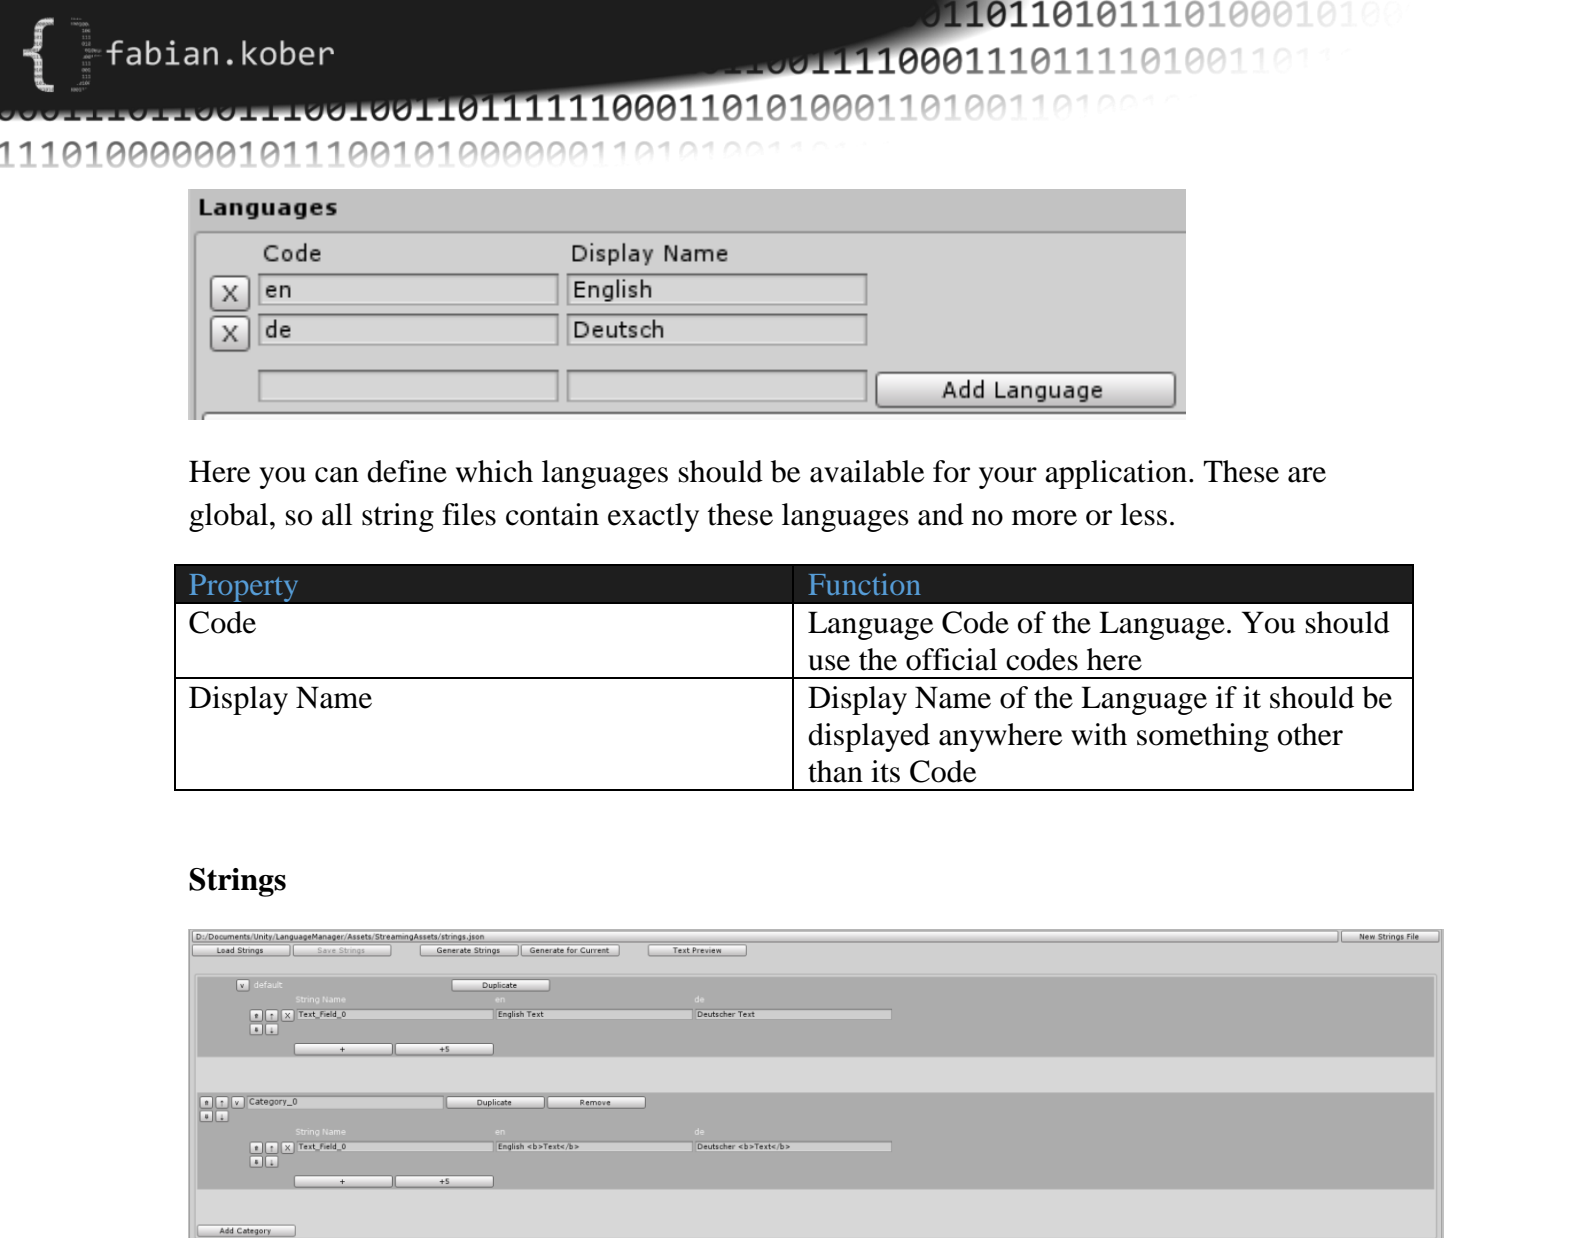 fabian.kober
Languages
Code Display Name
X en English
X de Deutsch
Add Language
Here you can define which languages should be available for your application. These are
global, so all string files contain exactly these languages and no more or less.
Property Function
Code Language Code of the Language. You should
use the official codes here
Display Name Display Name of the Language if it should be
displayed anywhere with something other
than its Code
Strings
D:/Documents/Unity/LanguageManager/Assets/StreamingAssets/strings.json New Strings File
Load Strings Save Strings Generate Strings Generate for Current Text Preview
v default Duplicate
String Name en de
↑ X Text_Field_0 English Text Deutscher Text
↓
+ +5
↑ v Category_0 Duplicate Remove
↓
String Name en de
↑ X Text_Field_0 English <b>Text</b> Deutscher <b>Text</b>
↓
+ +5
Add Category